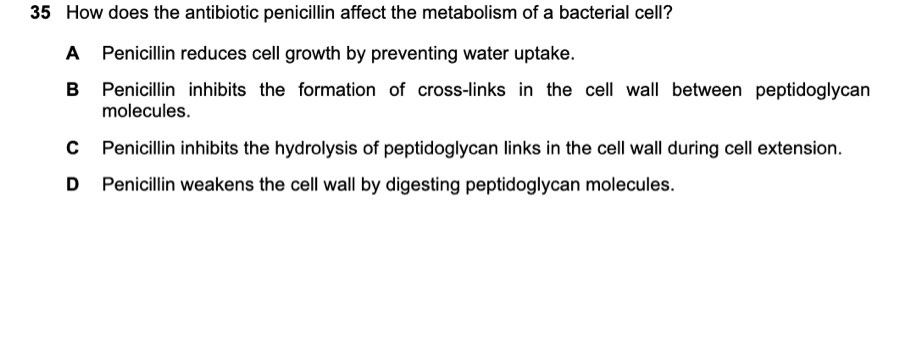 35 How does the antibiotic penicillin affect the metabolism of a bacterial cell?
A Penicillin reduces cell growth by preventing water uptake.
B Penicillin inhibits the formation of cross-links in the cell wall between peptidoglycan
molecules.
C Penicillin inhibits the hydrolysis of peptidoglycan links in the cell wall during cell extension.
D Penicillin weakens the cell wall by digesting peptidoglycan molecules.